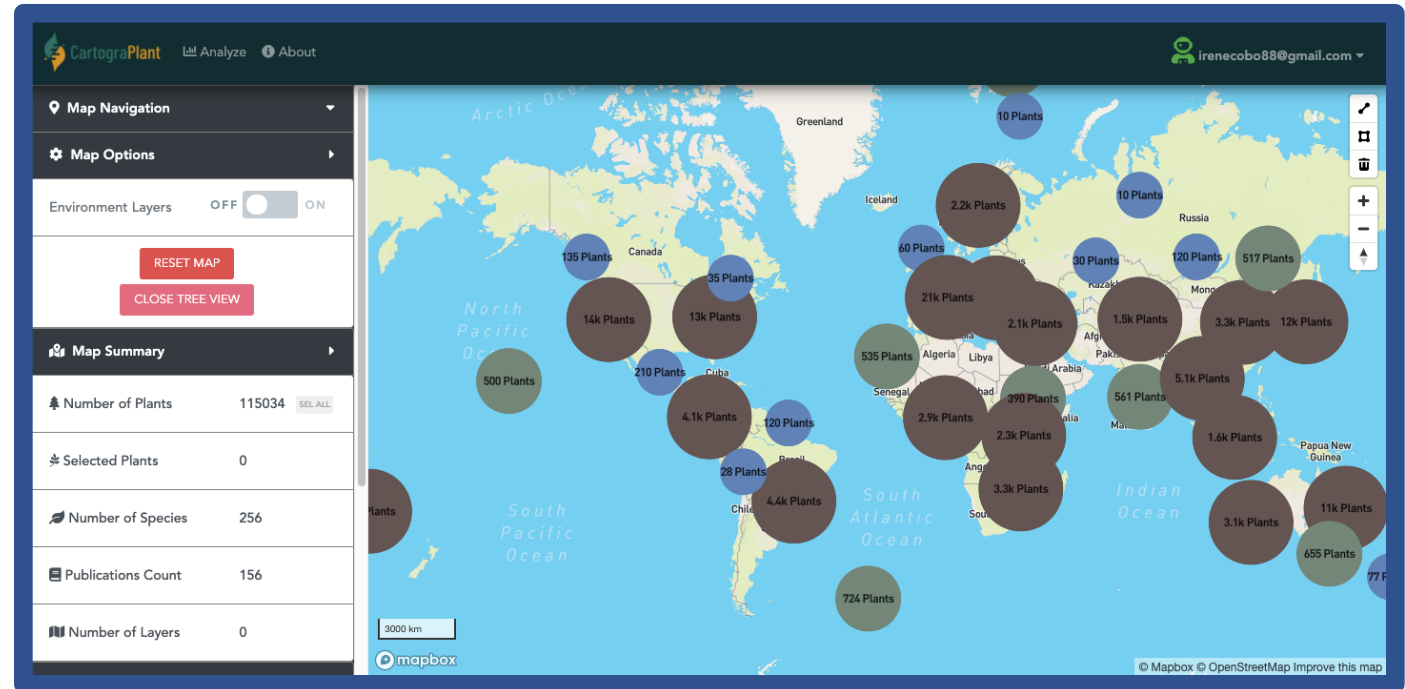 CartograPlant
Analyze
About
irenecobo88@gmail.com
Map Navigation
Map Options
Environment Layers OFF ON
RESET MAP
CLOSE TREE VIEW
Map Summary
Number of Plants 115034 SEL ALL
Selected Plants 0
Number of Species 256
Publications Count 156
Number of Layers 0
Arctic
Greenland
10 Plants
Iceland
2.2k Plants
10 Plants
Russia
135 Plants
Canada
35 Plants
60 Plants
30 Plants
120 Plants
517 Plants
North
Pacific
14k Plants
13k Plants
21k Plants
2.1k Plants
1.5k Plants
3.3k Plants
12k Plants
500 Plants
210 Plants
Cuba
535 Plants
Algeria
Libya
390 Plants
561 Plants
5.1k Plants
Senegal
4.1k Plants
120 Plants
2.9k Plants
2.3k Plants
1.6k Plants
Papua New
Guinea
28 Plants
4.4k Plants
3.3k Plants
South
Pacific
Ocean
South
Atlantic
Ocean
Indian
Ocean
3.1k Plants
11k Plants
655 Plants
724 Plants
3000 km
mapbox
© Mapbox © OpenStreetMap Improve this map